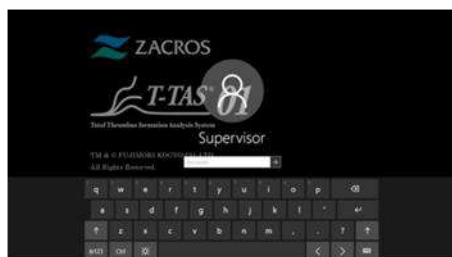 ZACROS
T-TAS® 01
Total Thrombus Formation Analysis System
Supervisor
TM & © FUJIMORI KOGYO CO., LTD.
All Rights Reserved.
q w e r t y u i o p
a s d f g h j k l '
z x c v b n m , . ?
&123 Ctrl